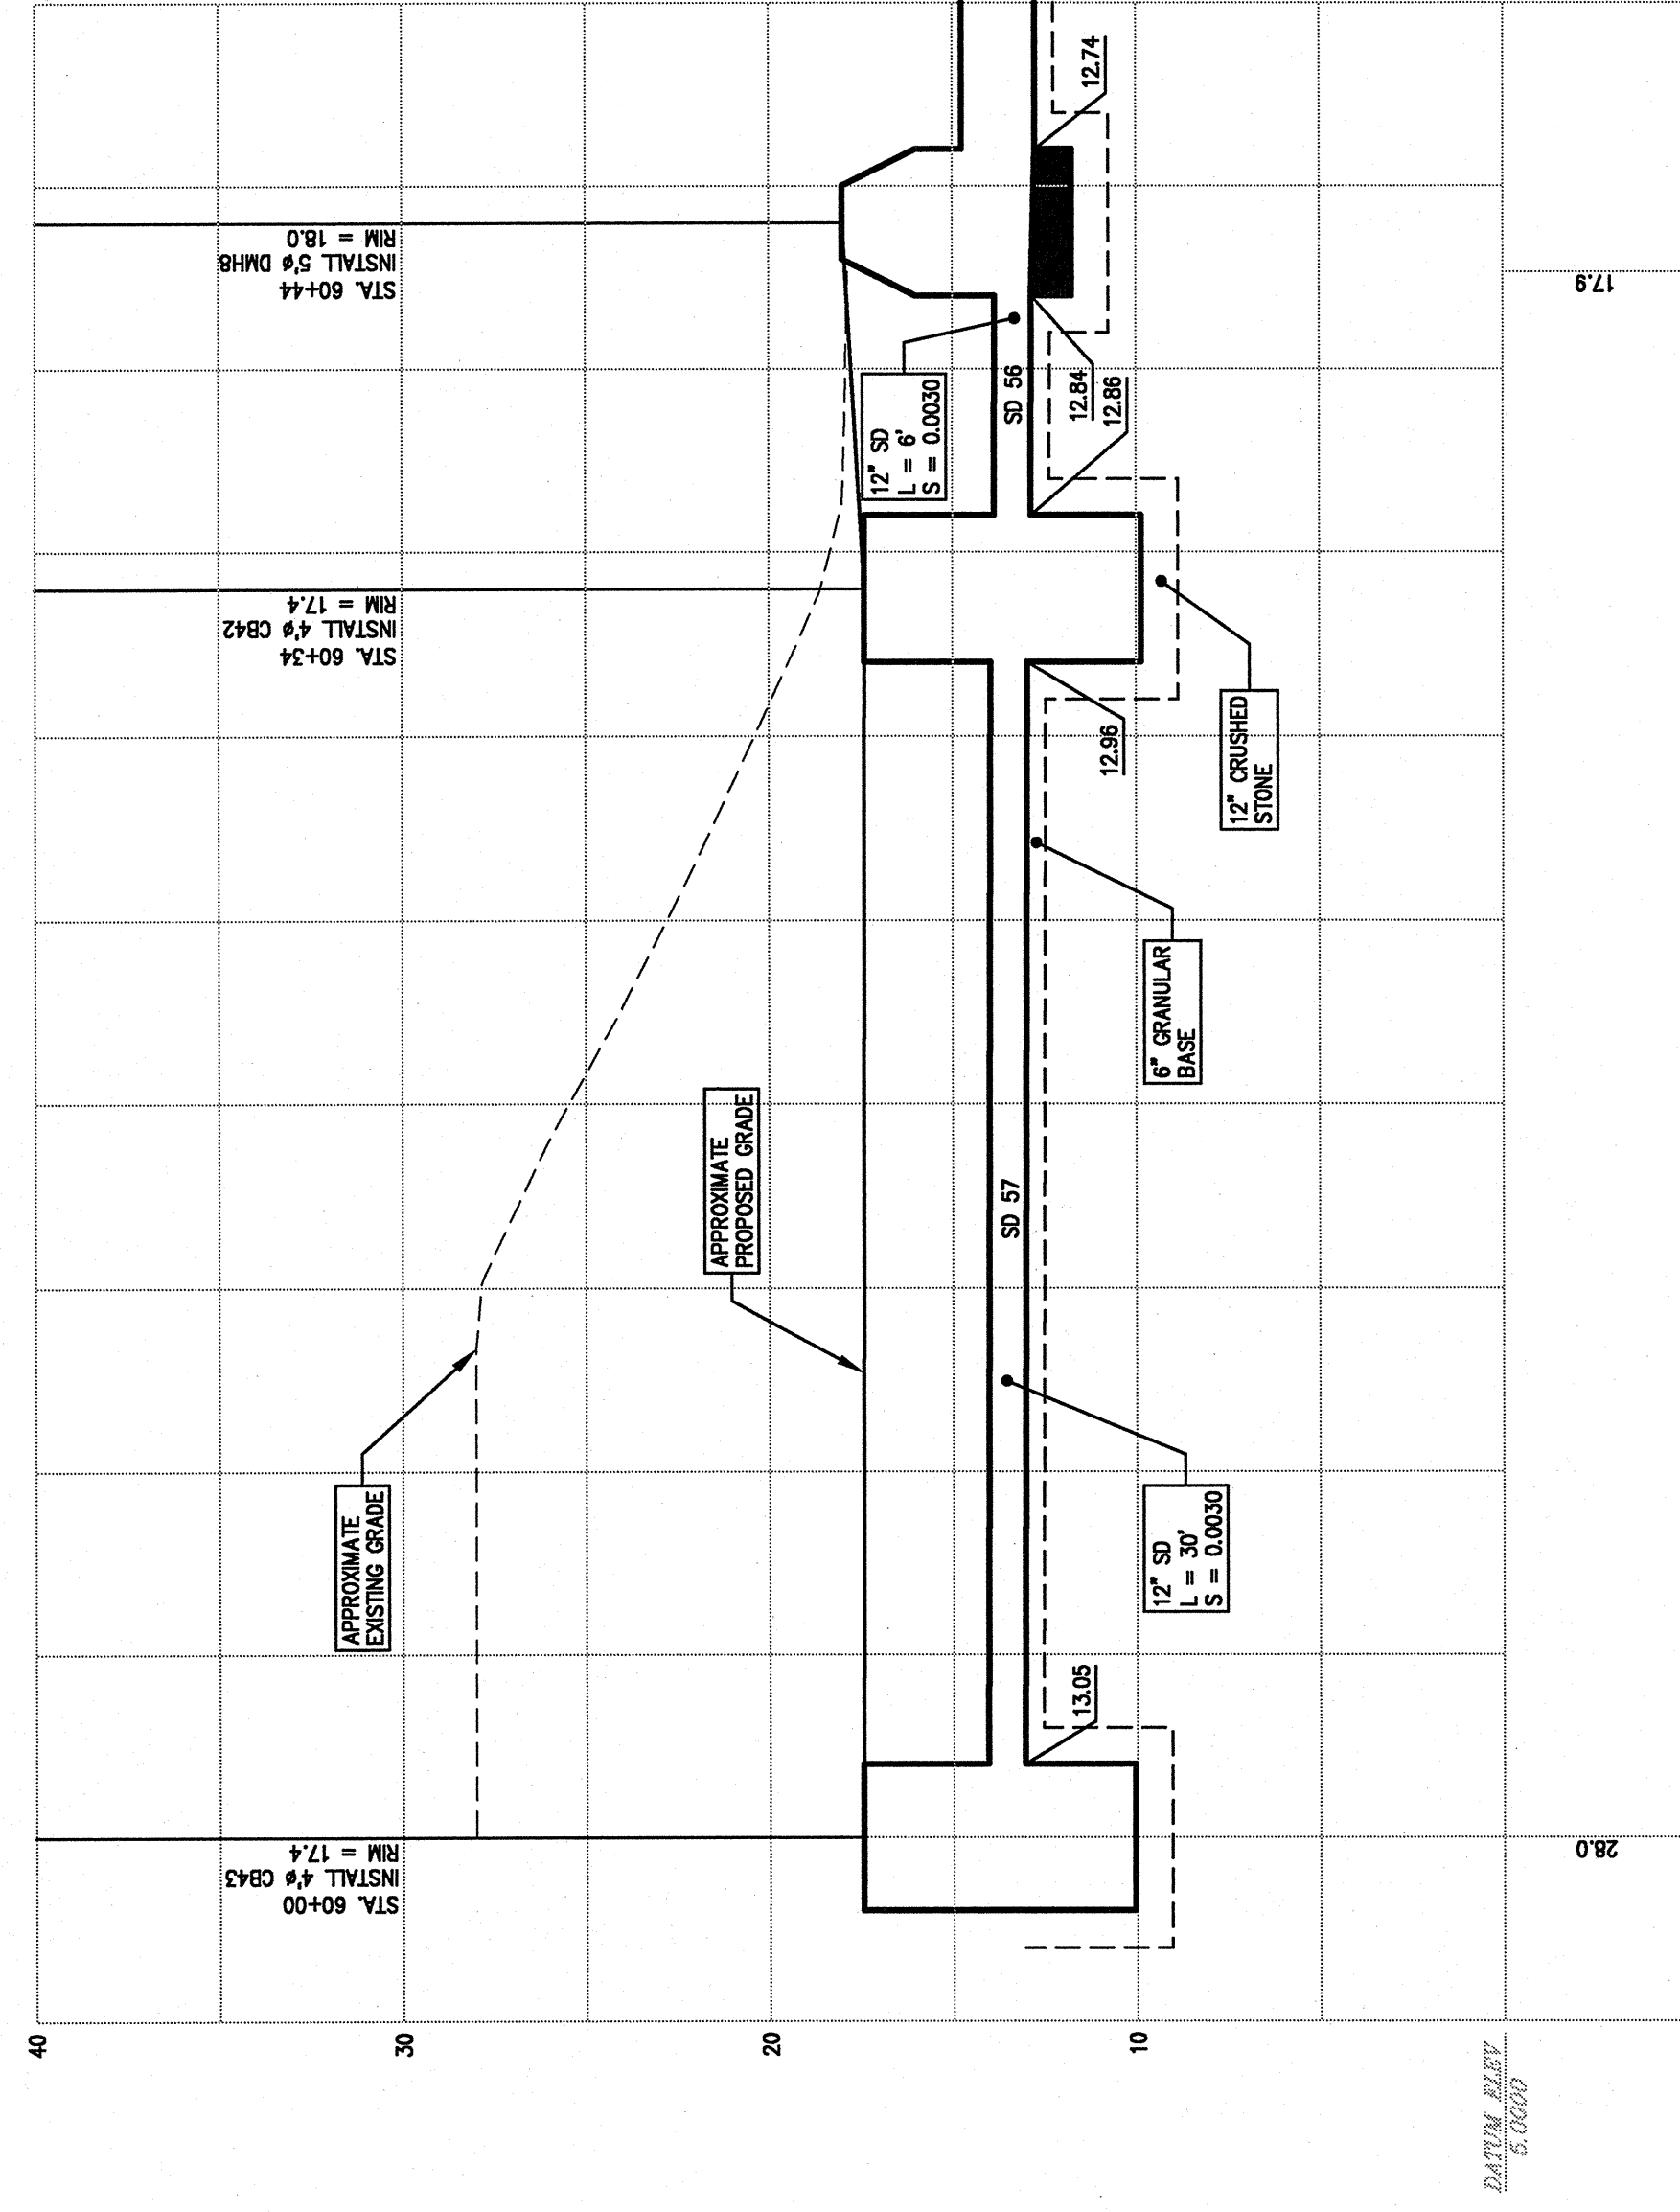 STA. 60+00
INSTALL 4'ø CB43
RIM = 17.4
STA. 60+34
INSTALL 4'ø CB42
RIM = 17.4
STA. 60+44
INSTALL 5'ø DMH8
RIM = 18.0
APPROXIMATE
EXISTING GRADE
APPROXIMATE
PROPOSED GRADE
12" SD
L = 6'
S = 0.0030
SD 57
SD 56
13.05
12.96
12.84
12.86
12.74
12" SD
L = 30'
S = 0.0030
6" GRANULAR
BASE
12" CRUSHED
STONE
40
30
20
10
DATUM ELEV
5.0000
28.0
17.9